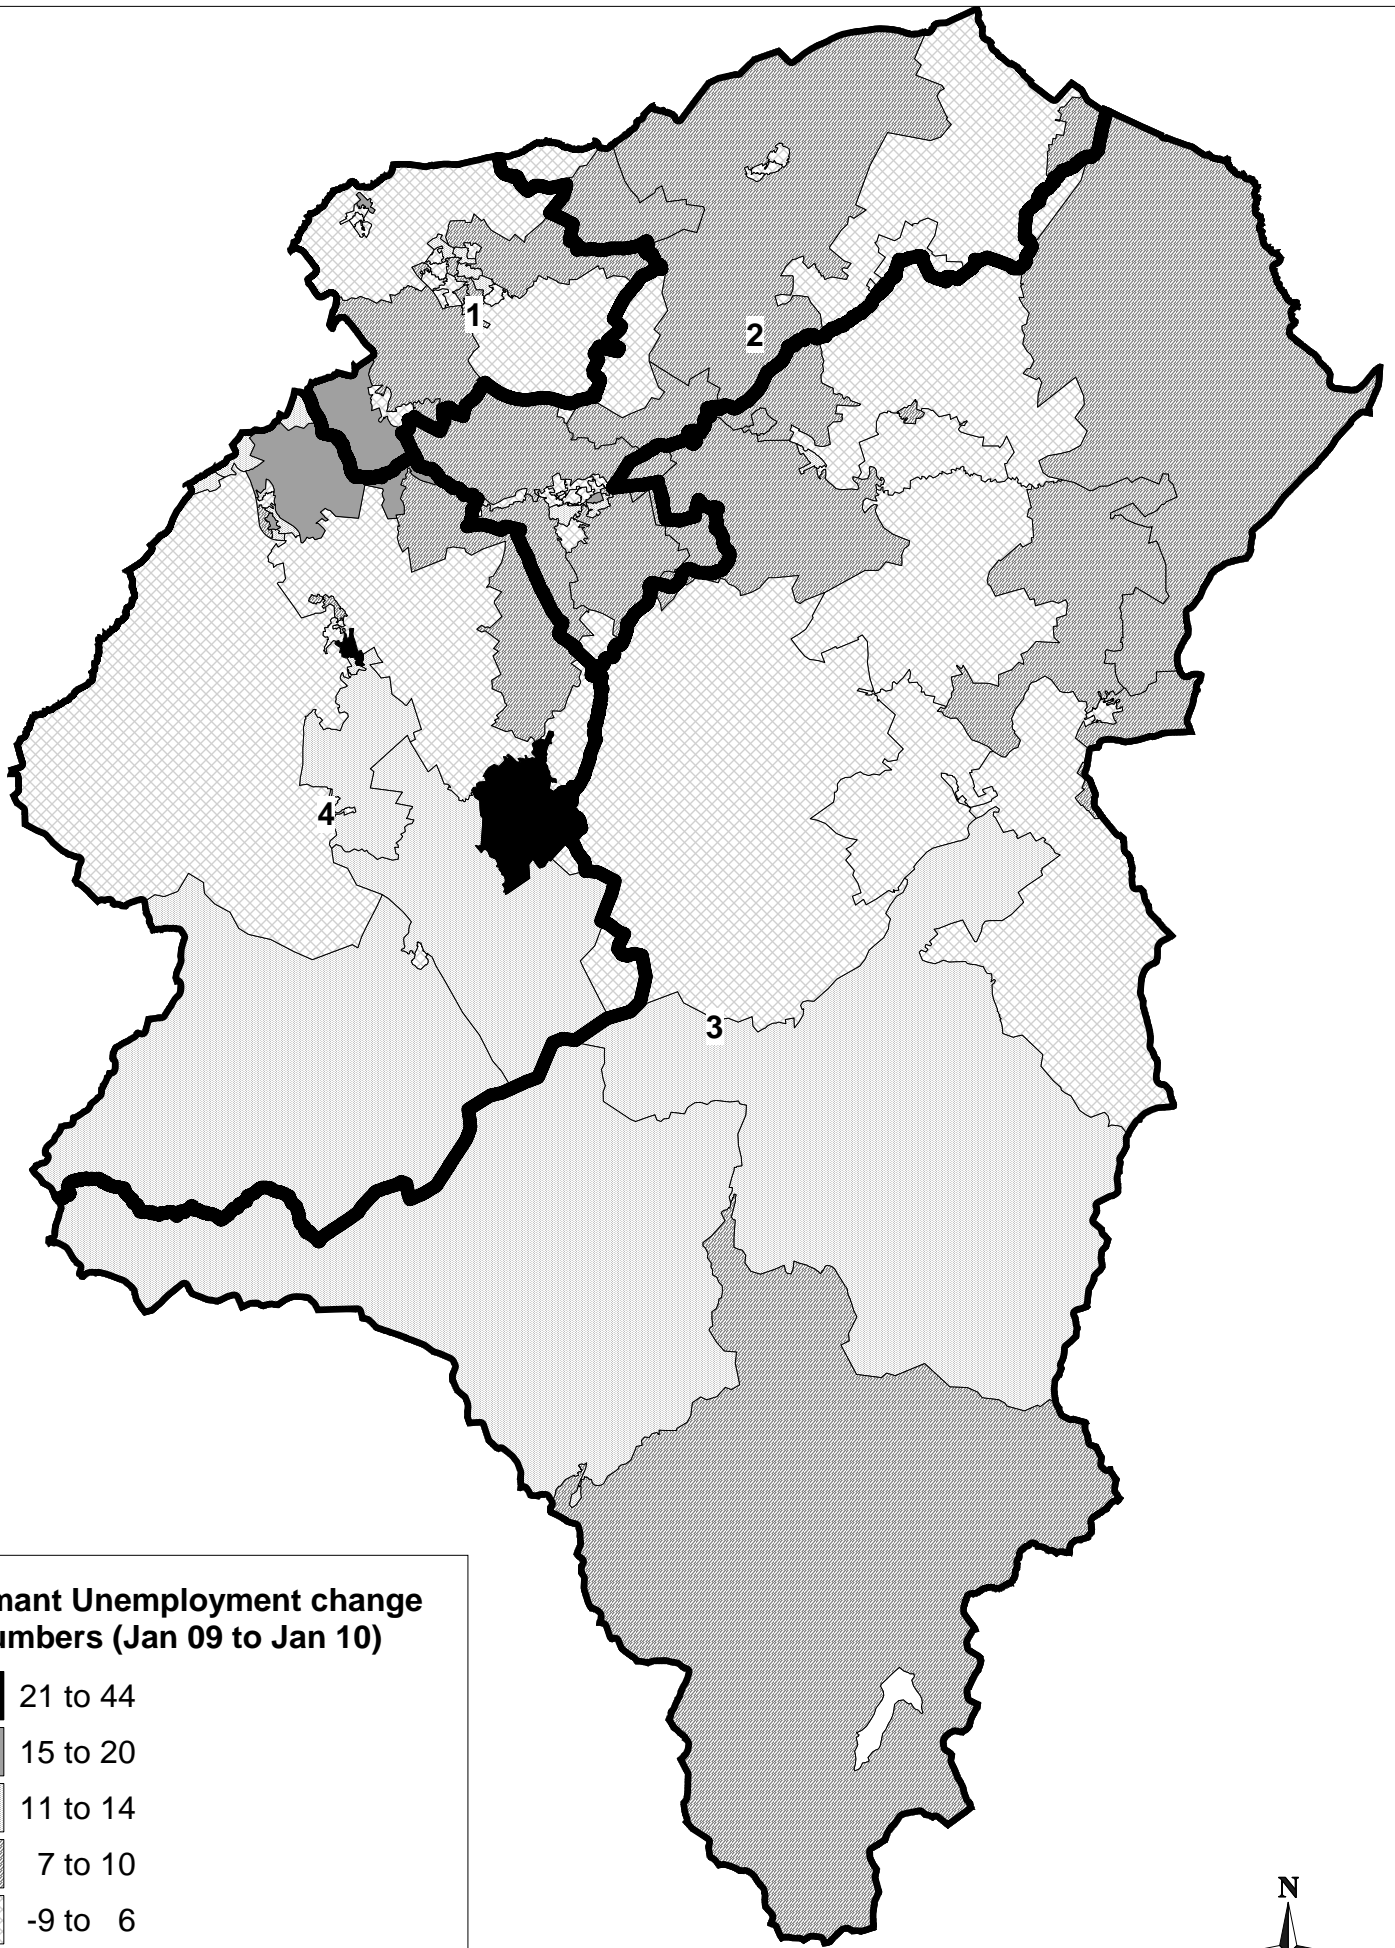 1
2
4
3
mant Unemployment change
umbers (Jan 09 to Jan 10)
21 to 44
15 to 20
11 to 14
7 to 10
-9 to 6
N